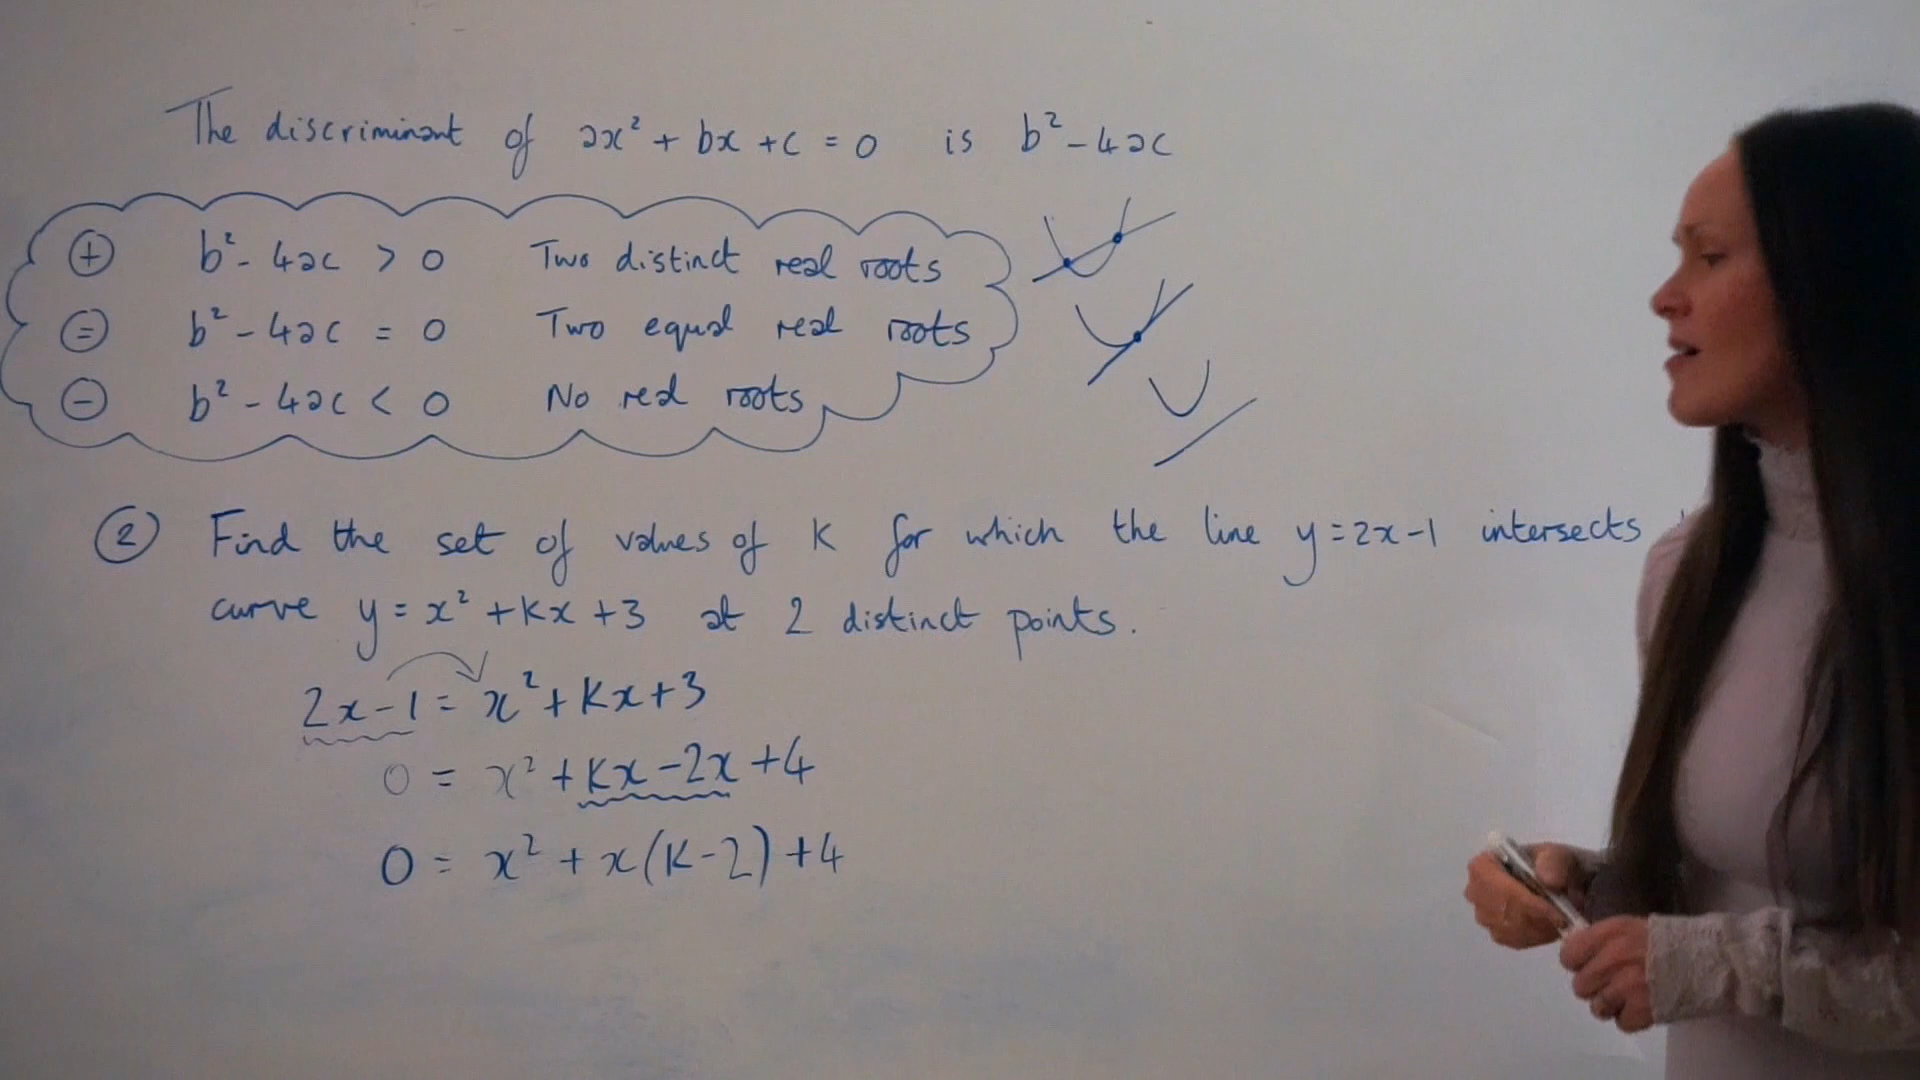 The discriminant of ax² + bx + c = 0 is b² - 4ac
+ b² - 4ac > 0 Two distinct real roots
= b² - 4ac = 0 Two equal real roots
- b² - 4ac < 0 No real roots
② Find the set of values of K for which the line y = 2x - 1 intersects
curve y = x² + Kx + 3 at 2 distinct points.
2x - 1 = x² + Kx + 3
0 = x² + Kx - 2x + 4
0 = x² + x(K - 2) + 4